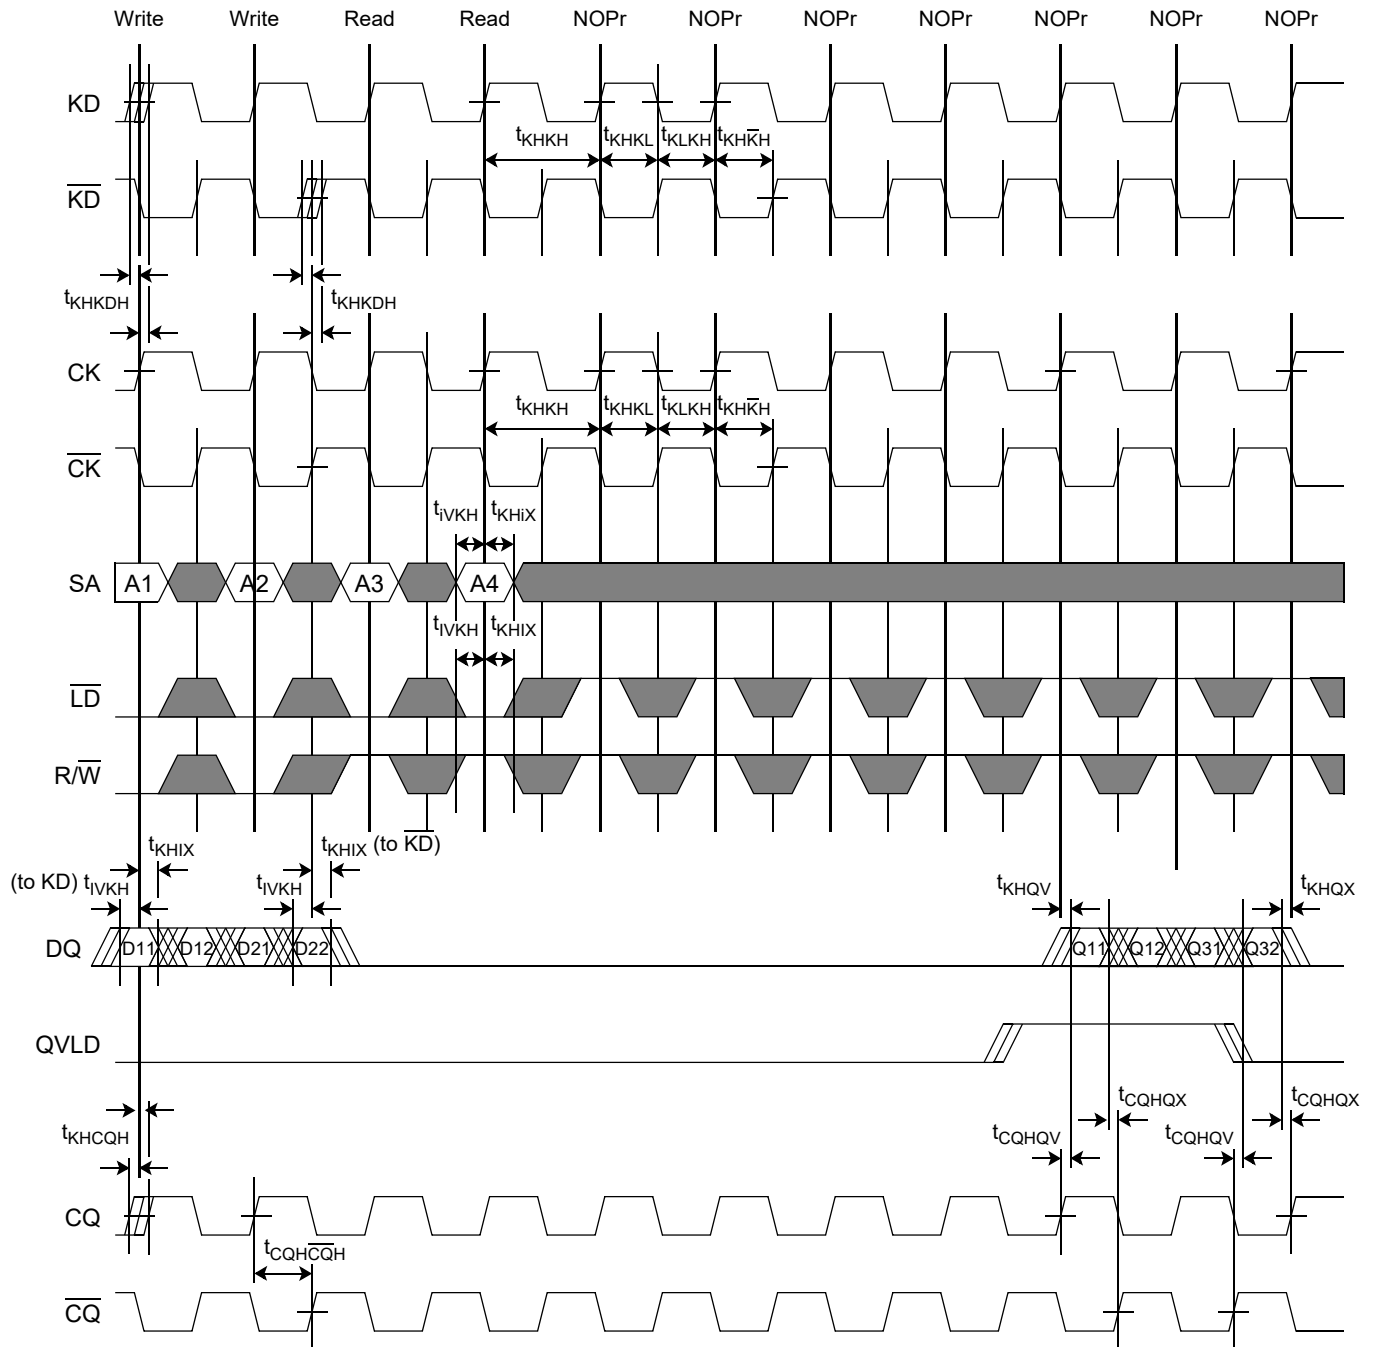 Write Write Read Read NOPr NOPr NOPr NOPr NOPr NOPr NOPr
KD
tKHKH tKHKL tKLKH tKHK̅H
K̅D̅
tKHKDH tKHKDH
CK
tKHKH tKHKL tKLKH tKHK̅H
C̅K̅
tiVKH tKHiX
SA A1 A2 A3 A4
tIVKH tKHIX
L̅D̅
R/W̅
tKHIX tKHIX (to K̅D̅)
(to KD) tIVKH tIVKH tKHQV tKHQX
DQ D11 D12 D21 D22 Q11 Q12 Q31 Q32
QVLD
tCQHQX tCQHQX
tKHCQH tCQHQV tCQHQV
CQ
tCQHC̅Q̅H
C̅Q̅